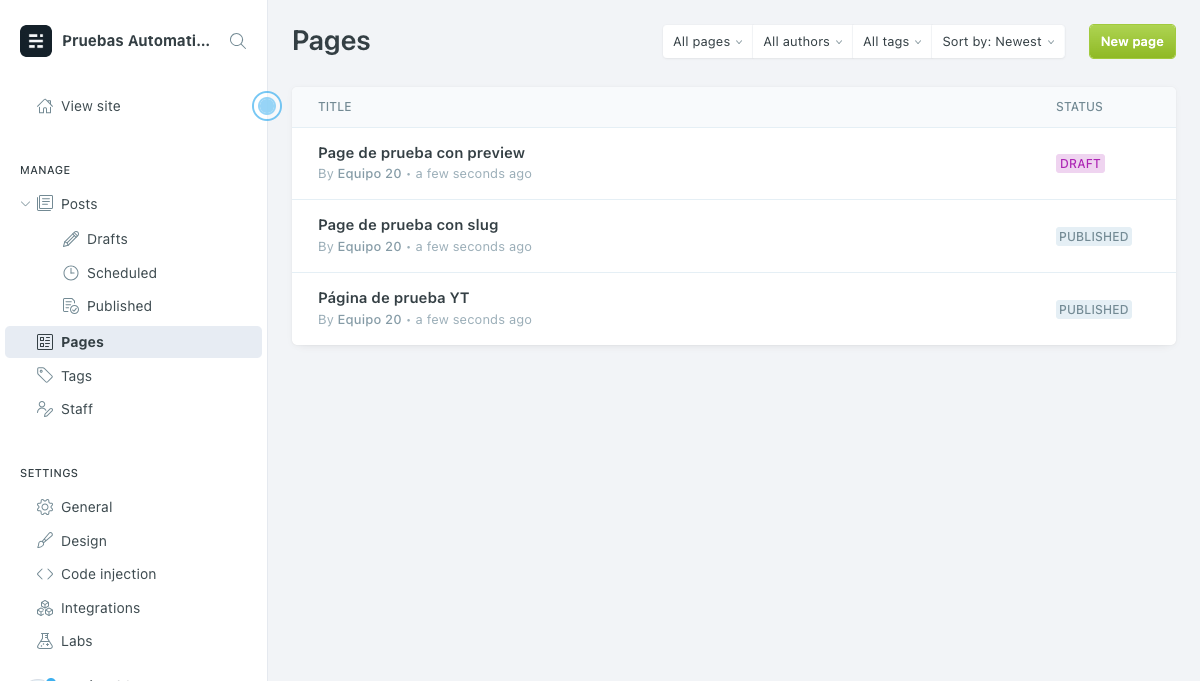 Pruebas Automati...
View site
MANAGE
Posts
Drafts
Scheduled
Published
Pages
Tags
Staff
SETTINGS
General
Design
Code injection
Integrations
Labs
Pages
All pages
All authors
All tags
Sort by: Newest
New page
TITLE STATUS
Page de prueba con preview
By Equipo 20 • a few seconds ago
DRAFT
Page de prueba con slug
By Equipo 20 • a few seconds ago
PUBLISHED
Página de prueba YT
By Equipo 20 • a few seconds ago
PUBLISHED